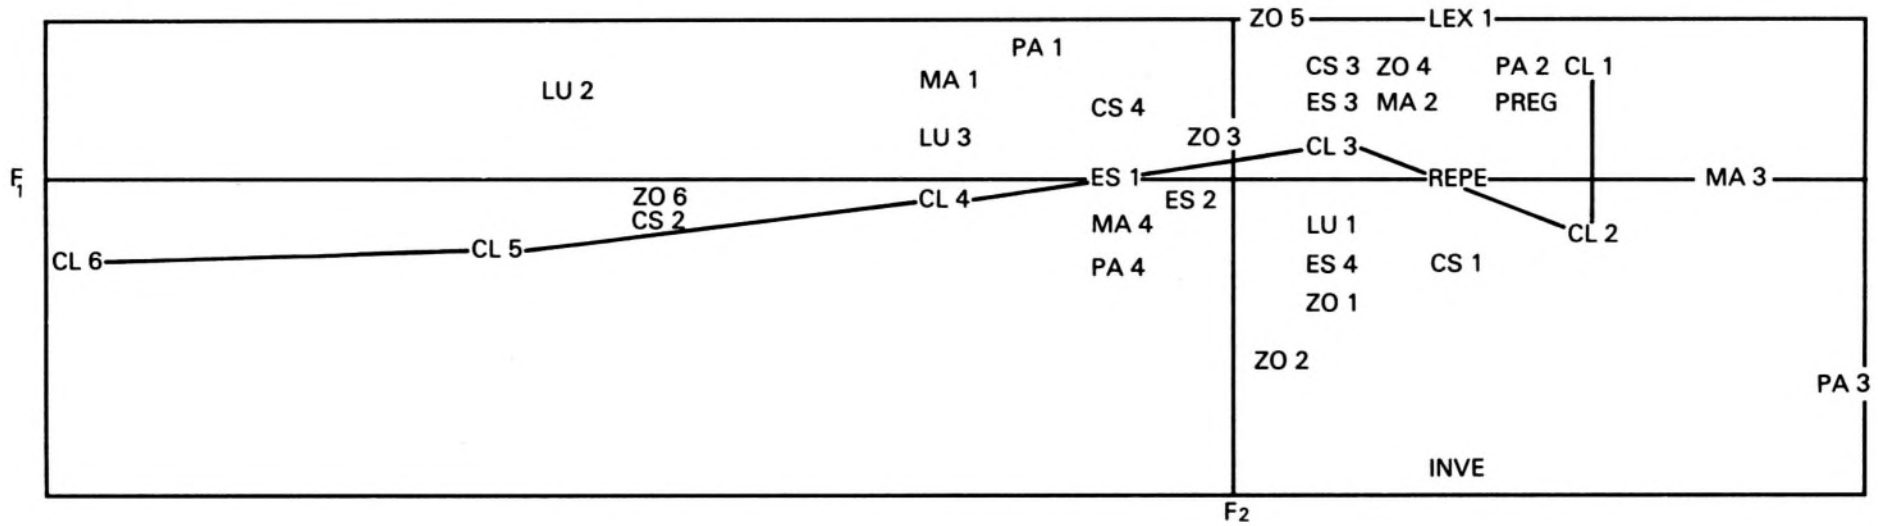 ZO 5 LEX 1
PA 1
CS 3 ZO 4 PA 2 CL 1
MA 1
LU 2
ES 3 MA 2 PREG
CS 4
LU 3 ZO 3
CL 3
F1 ES 1 REPE MA 3
ZO 6 CL 4 ES 2
CS 2 MA 4 LU 1
CL 2
CL 5
CL 6 PA 4 ES 4 CS 1
ZO 1
ZO 2
PA 3
INVE
F2